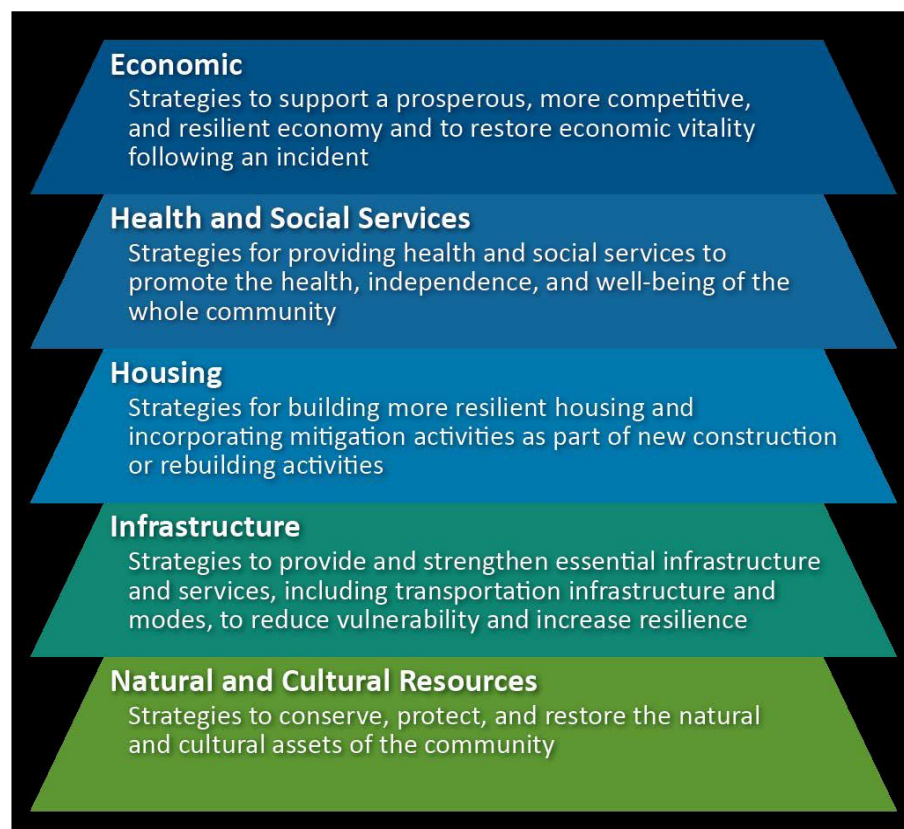 Economic
Strategies to support a prosperous, more competitive,
and resilient economy and to restore economic vitality
following an incident
Health and Social Services
Strategies for providing health and social services to
promote the health, independence, and well-being of the
whole community
Housing
Strategies for building more resilient housing and
incorporating mitigation activities as part of new construction
or rebuilding activities
Infrastructure
Strategies to provide and strengthen essential infrastructure
and services, including transportation infrastructure and
modes, to reduce vulnerability and increase resilience
Natural and Cultural Resources
Strategies to conserve, protect, and restore the natural
and cultural assets of the community